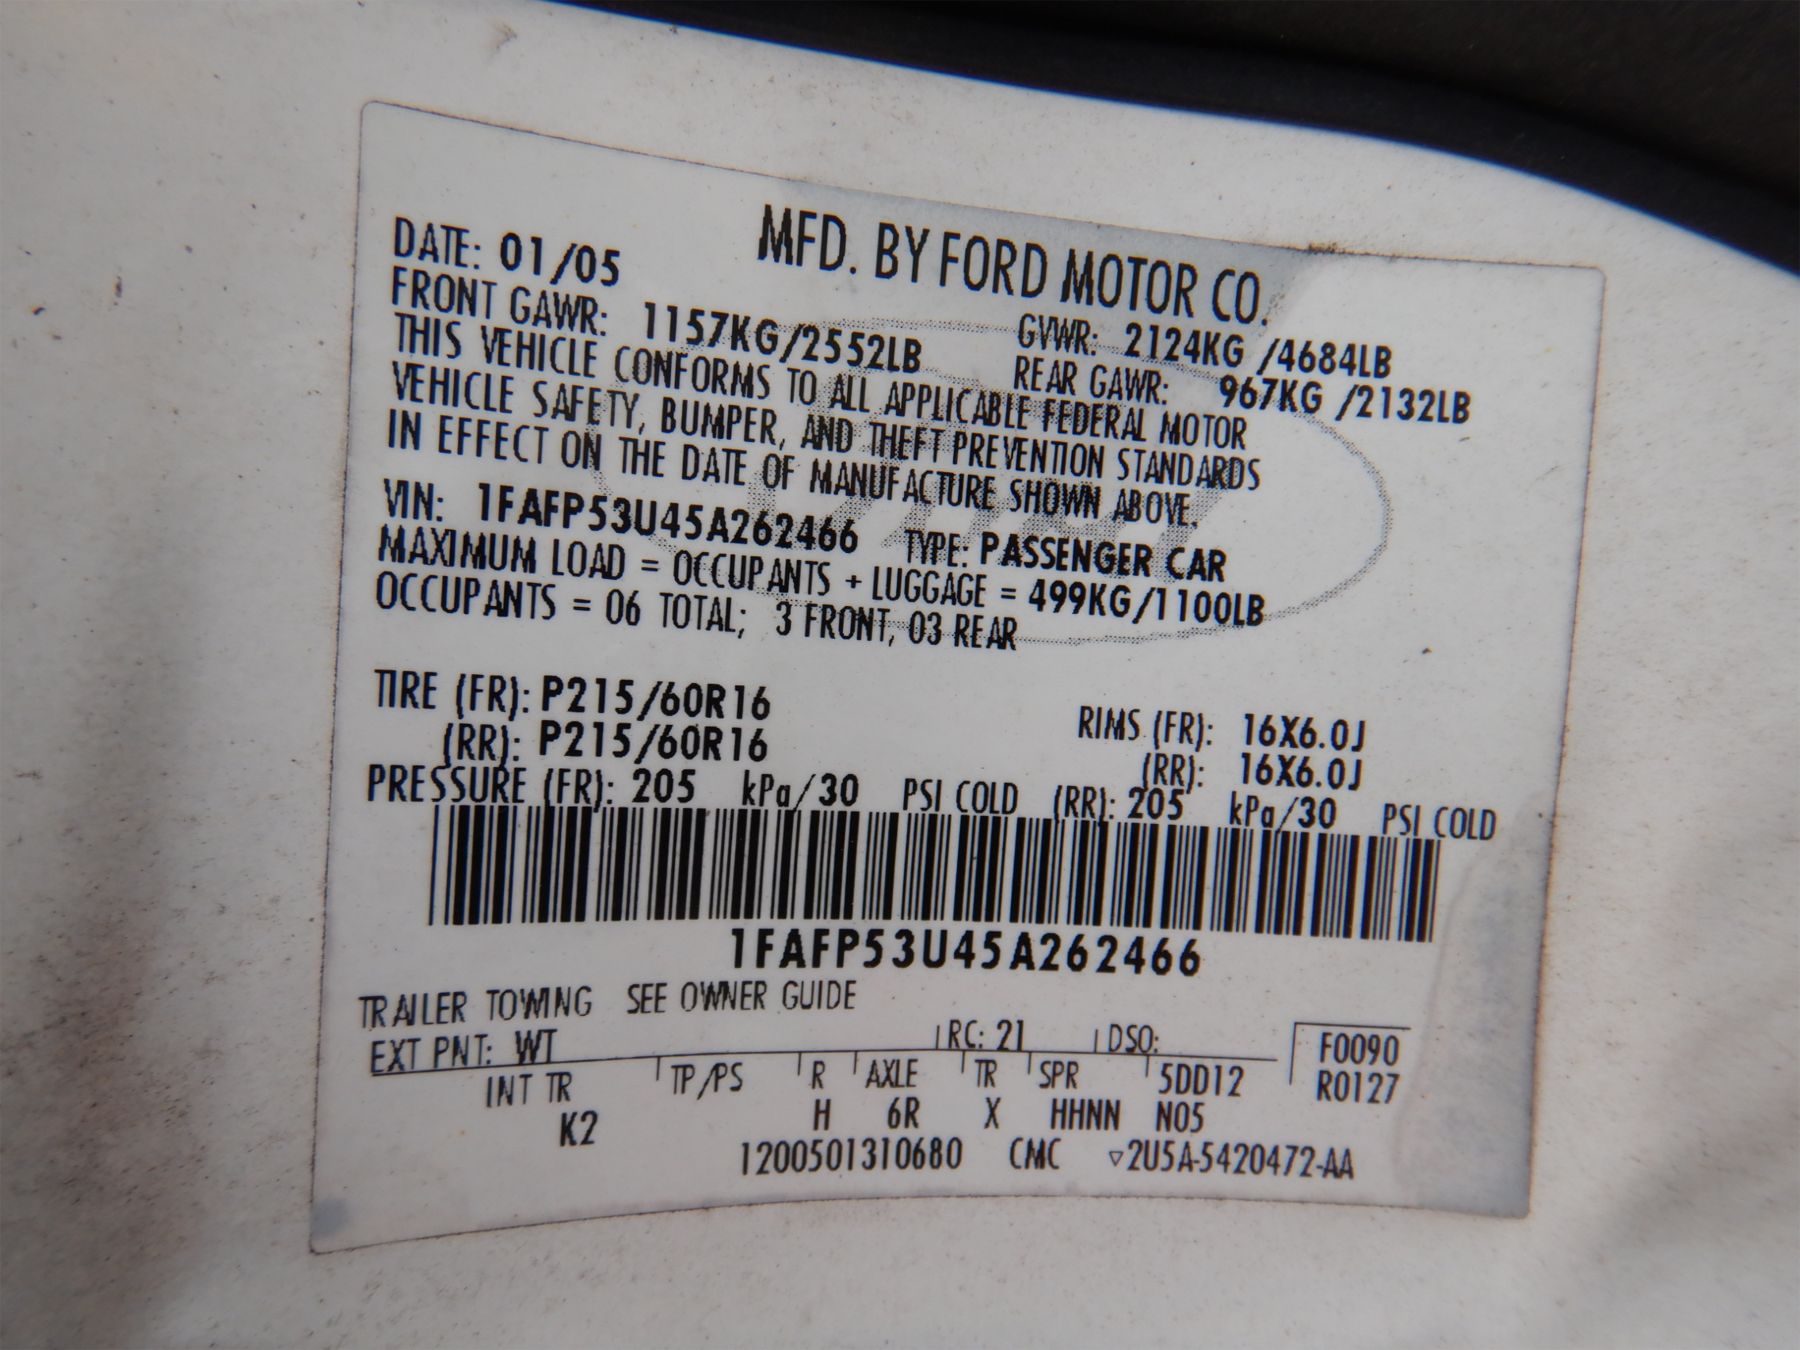 MFD. BY FORD MOTOR CO.
DATE: 01/05 GVWR: 2124KG /4684LB
FRONT GAWR: 1157KG/2552LB REAR GAWR: 967KG /2132LB
THIS VEHICLE CONFORMS TO ALL APPLICABLE FEDERAL MOTOR
VEHICLE SAFETY, BUMPER, AND THEFT PREVENTION STANDARDS
IN EFFECT ON THE DATE OF MANUFACTURE SHOWN ABOVE.
VIN: 1FAFP53U45A262466 TYPE: PASSENGER CAR
MAXIMUM LOAD = OCCUPANTS + LUGGAGE = 499KG/1100LB
OCCUPANTS = 06 TOTAL; 3 FRONT, 03 REAR
TIRE (FR): P215/60R16 RIMS (FR): 16X6.0J
(RR): P215/60R16 (RR): 16X6.0J
PRESSURE (FR): 205 kPa/30 PSI COLD (RR): 205 kPa/30 PSI COLD
1FAFP53U45A262466
TRAILER TOWING SEE OWNER GUIDE
EXT PNT: WT RC: 21 DSO: F0090
INT TR TP/PS R AXLE TR SPR 5DD12 R0127
K2 H 6R X HHNN N05
1200501310680 CMC ▽2U5A-5420472-AA